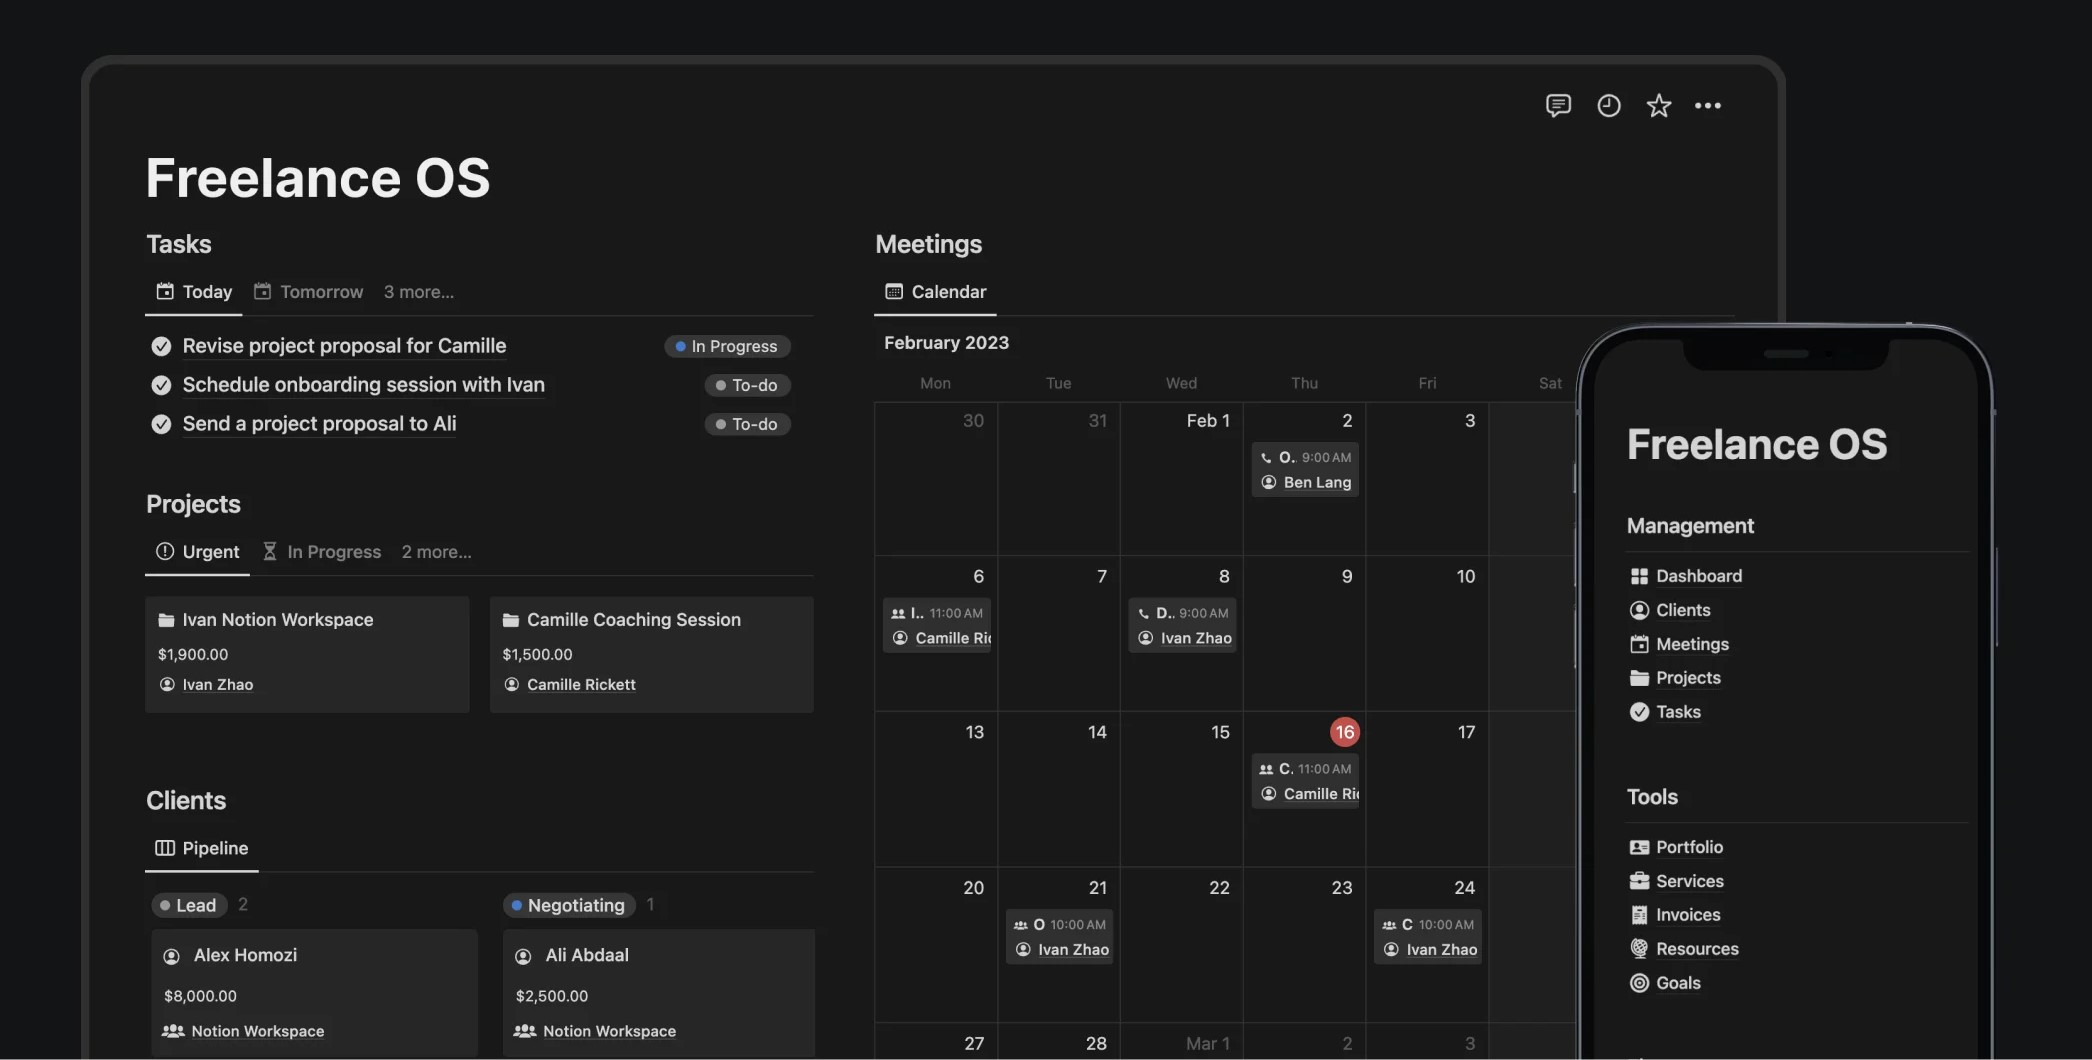 Freelance OS
Tasks
Today Tomorrow 3 more...
Revise project proposal for Camille In Progress
Schedule onboarding session with Ivan To-do
Send a project proposal to Ali To-do
Projects
Urgent In Progress 2 more...
Ivan Notion Workspace
$1,900.00
Ivan Zhao
Camille Coaching Session
$1,500.00
Camille Rickett
Clients
Pipeline
Lead 2
Alex Homozi
$8,000.00
Notion Workspace
Negotiating 1
Ali Abdaal
$2,500.00
Notion Workspace
Meetings
Calendar
February 2023
Mon Tue Wed Thu Fri Sat
30 31 Feb 1 2 3
O.. 9:00 AM
Ben Lang
6 7 8 9 10
I.. 11:00 AM
Camille Ric
D.. 9:00 AM
Ivan Zhao
13 14 15 16 17
C. 11:00 AM
Camille Ric
20 21 22 23 24
O 10:00 AM
Ivan Zhao
C 10:00 AM
Ivan Zhao
27 28 Mar 1 2 3
Freelance OS
Management
Dashboard
Clients
Meetings
Projects
Tasks
Tools
Portfolio
Services
Invoices
Resources
Goals